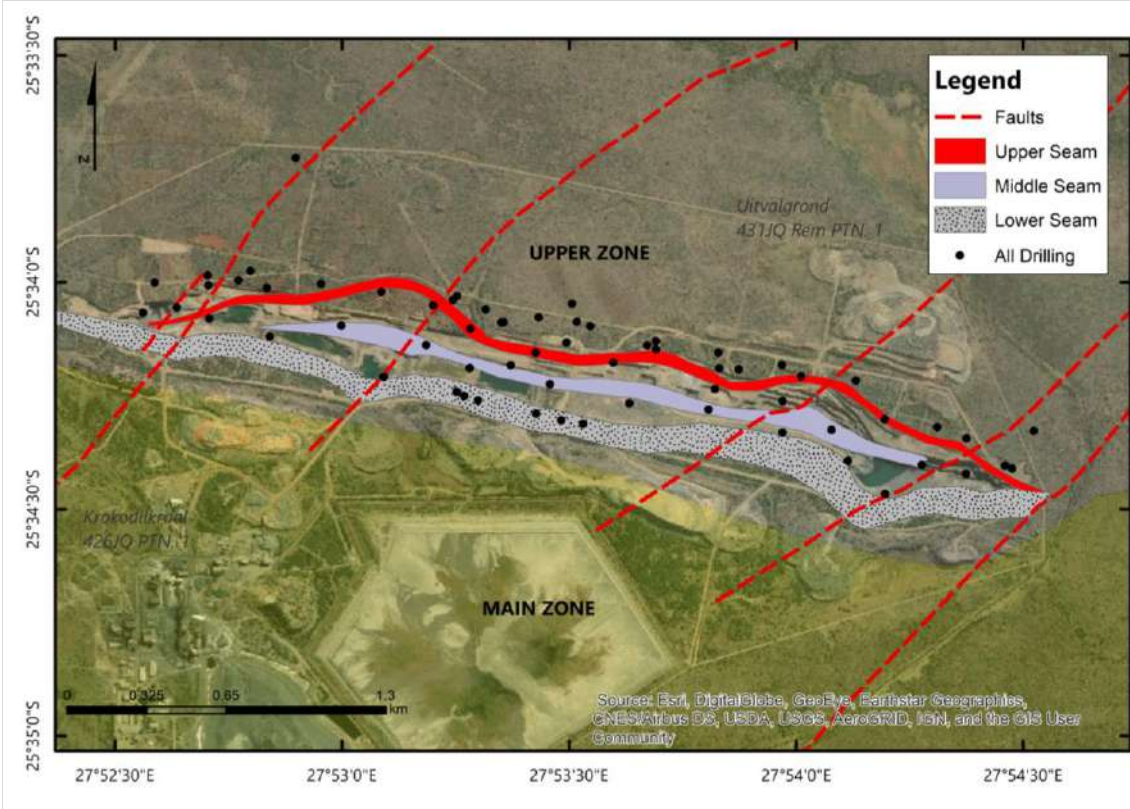 25°33'30"S
25°34'0"S
25°34'30"S
25°35'0"S
N
Legend
Faults
Upper Seam
Middle Seam
Lower Seam
All Drilling
Uitvalgrond
431JQ Rem PTN. 1
UPPER ZONE
Krokodilkraal
426JQ PTN. 1
MAIN ZONE
0 0.325 0.65 1.3
km
Source: Esri, DigitalGlobe, GeoEye, Earthstar Geographics,
CNES/Airbus DS, USDA, USGS, AeroGRID, IGN, and the GIS User
Community
27°52'30"E 27°53'0"E 27°53'30"E 27°54'0"E 27°54'30"E